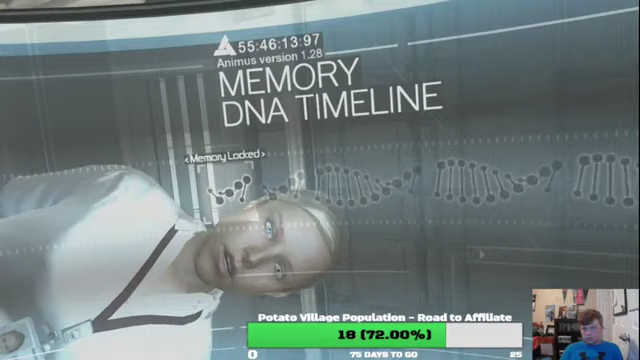 55:46:13:97
Animus version 1.28
MEMORY
DNA TIMELINE
<Memory Locked>
Potato Village Population - Road to Affiliate
18 (72.00%)
0
75 DAYS TO GO
25